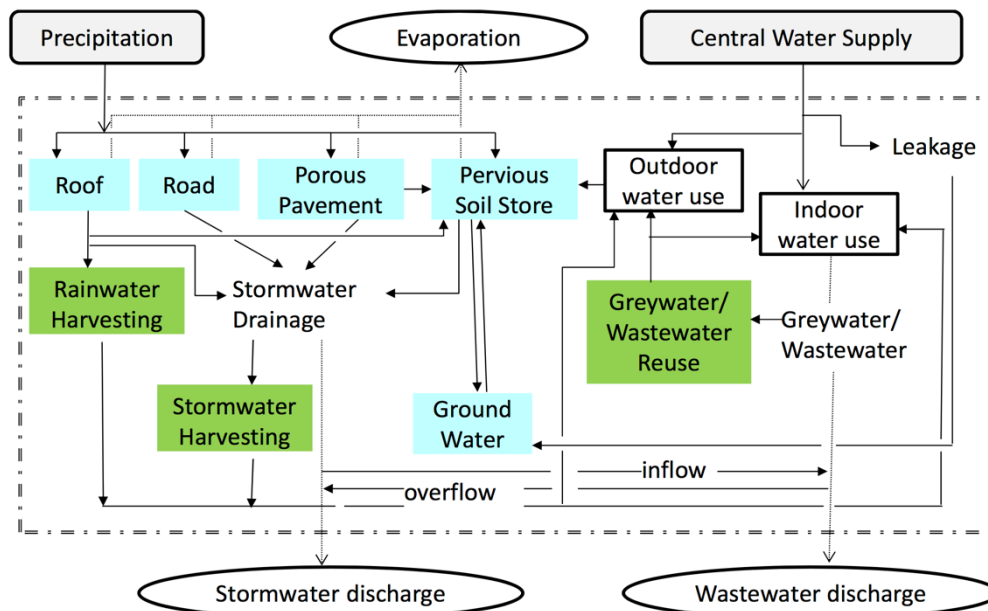 Precipitation
Evaporation
Central Water Supply
Leakage
Roof
Road
Porous
Pavement
Pervious
Soil Store
Outdoor
water use
Indoor
water use
Rainwater
Harvesting
Stormwater
Drainage
Greywater/
Wastewater
Reuse
Greywater/
Wastewater
Stormwater
Harvesting
Ground
Water
inflow
overflow
Stormwater discharge
Wastewater discharge